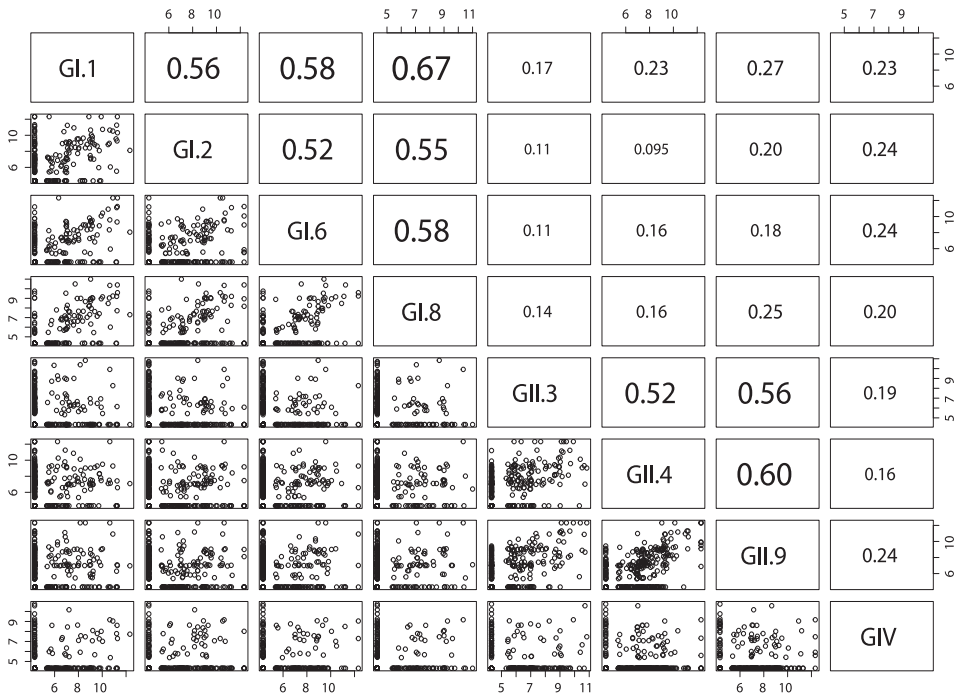 6 8 10 5 7 9 11 6 8 10 5 7 9
GI.1 0.56 0.58 0.67 0.17 0.23 0.27 0.23 6 10
6 10 GI.2 0.52 0.55 0.11 0.095 0.20 0.24
GI.6 0.58 0.11 0.16 0.18 0.24 6 10
5 7 9 GI.8 0.14 0.16 0.25 0.20
GII.3 0.52 0.56 0.19 5 7 9
6 10 GII.4 0.60 0.16
GII.9 0.24 6 10
5 7 9 GIV
6 8 10 6 8 10 5 7 9 11 6 8 10